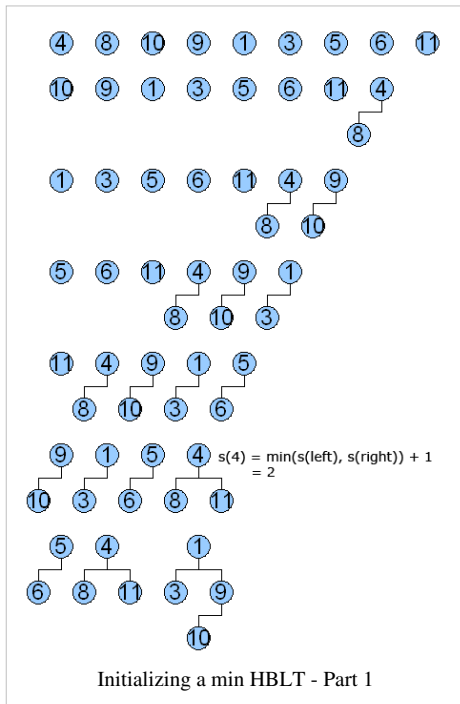 4 8 10 9 1 3 5 6 11
10 9 1 3 5 6 11 4
8
1 3 5 6 11 4 9
8 10
5 6 11 4 9 1
8 10 3
11 4 9 1 5
8 10 3 6
9 1 5 4 s(4) = min(s(left), s(right)) + 1
= 2
10 3 6 8 11
5 4 1
6 8 11 3 9
10
Initializing a min HBLT - Part 1